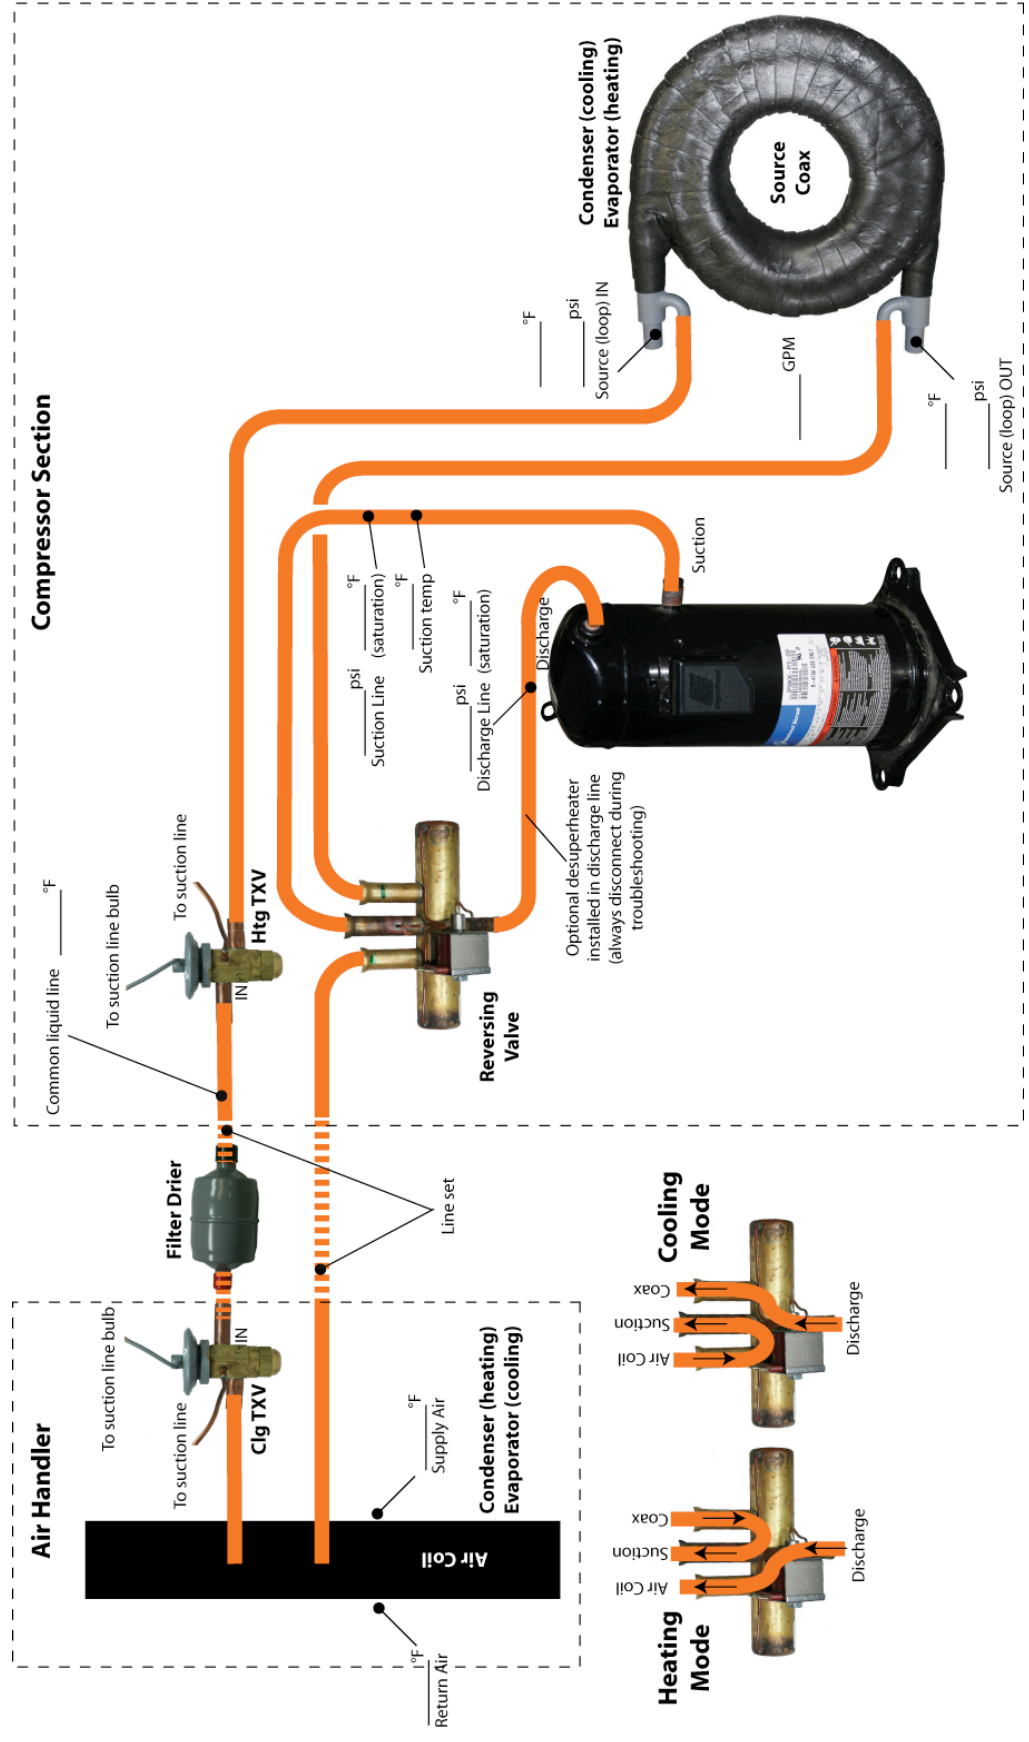 Air Handler
Compressor Section
To suction line bulb
To suction line
Clg TXV
IN
Filter Drier
Common liquid line
°F
To suction line bulb
To suction line
Htg TXV
IN
Air Coil
Return Air
°F
Supply Air
°F
Condenser (heating)
Evaporator (cooling)
Line set
Reversing
Valve
Suction Line
psi
(saturation)
°F
Suction temp
°F
Discharge Line
psi
(saturation)
°F
Discharge
Suction
Optional desuperheater
installed in discharge line
(always disconnect during
troubleshooting)
Condenser (cooling)
Evaporator (heating)
Source
Coax
°F
psi
Source (loop) IN
GPM
°F
psi
Source (loop) OUT
Heating
Mode
Air Coil
Suction
Coax
Discharge
Cooling
Mode
Air Coil
Suction
Coax
Discharge